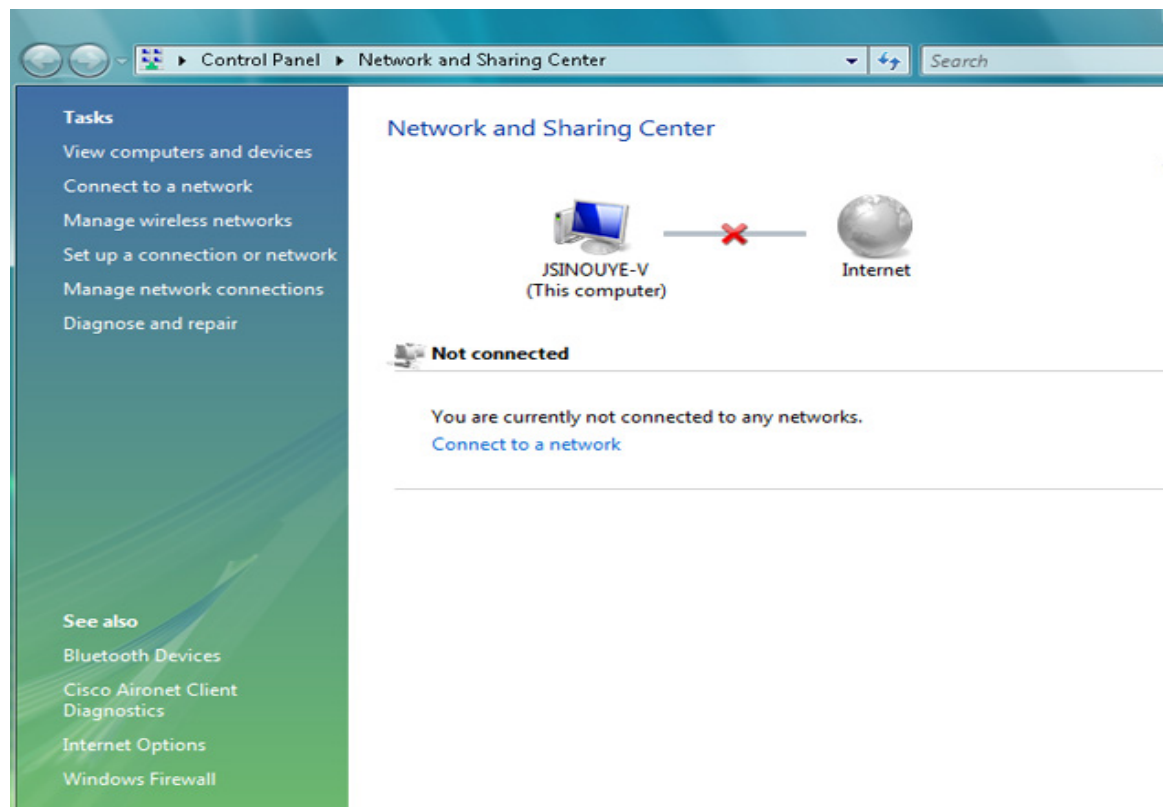 Control Panel Network and Sharing Center
Search
Tasks
View computers and devices
Connect to a network
Manage wireless networks
Set up a connection or network
Manage network connections
Diagnose and repair
See also
Bluetooth Devices
Cisco Aironet Client
Diagnostics
Internet Options
Windows Firewall
Network and Sharing Center
JSINOUYE-V
(This computer)
Internet
Not connected
You are currently not connected to any networks.
Connect to a network